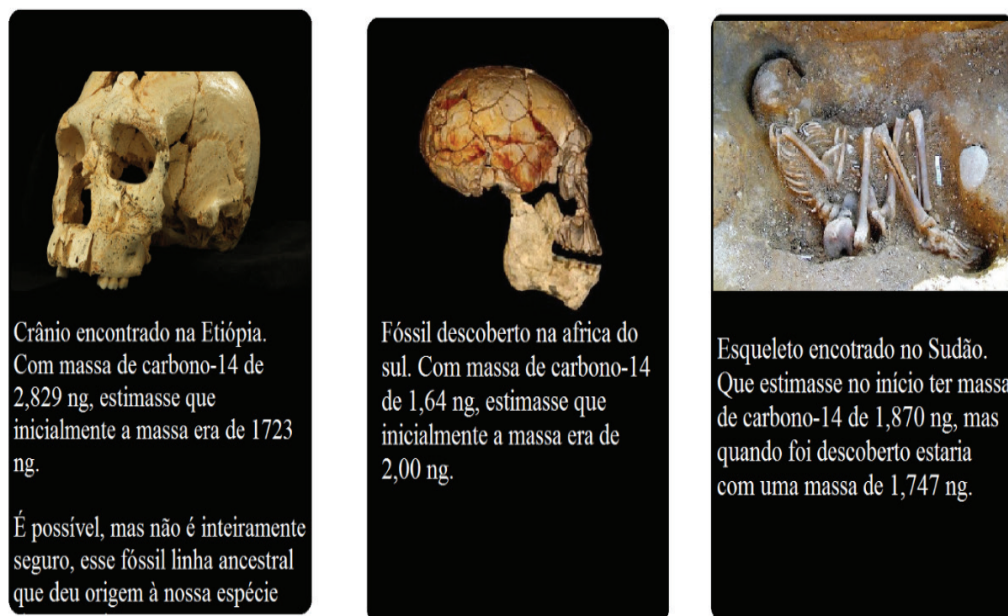 Crânio encontrado na Etiópia.
Com massa de carbono-14 de
2,829 ng, estimasse que
inicialmente a massa era de 1723
ng.
É possível, mas não é inteiramente
seguro, esse fóssil linha ancestral
que deu origem à nossa espécie
Fóssil descoberto na africa do
sul. Com massa de carbono-14
de 1,64 ng, estimasse que
inicialmente a massa era de
2,00 ng.
Esqueleto encotrado no Sudão.
Que estimasse no início ter massa
de carbono-14 de 1,870 ng, mas
quando foi descoberto estaria
com uma massa de 1,747 ng.